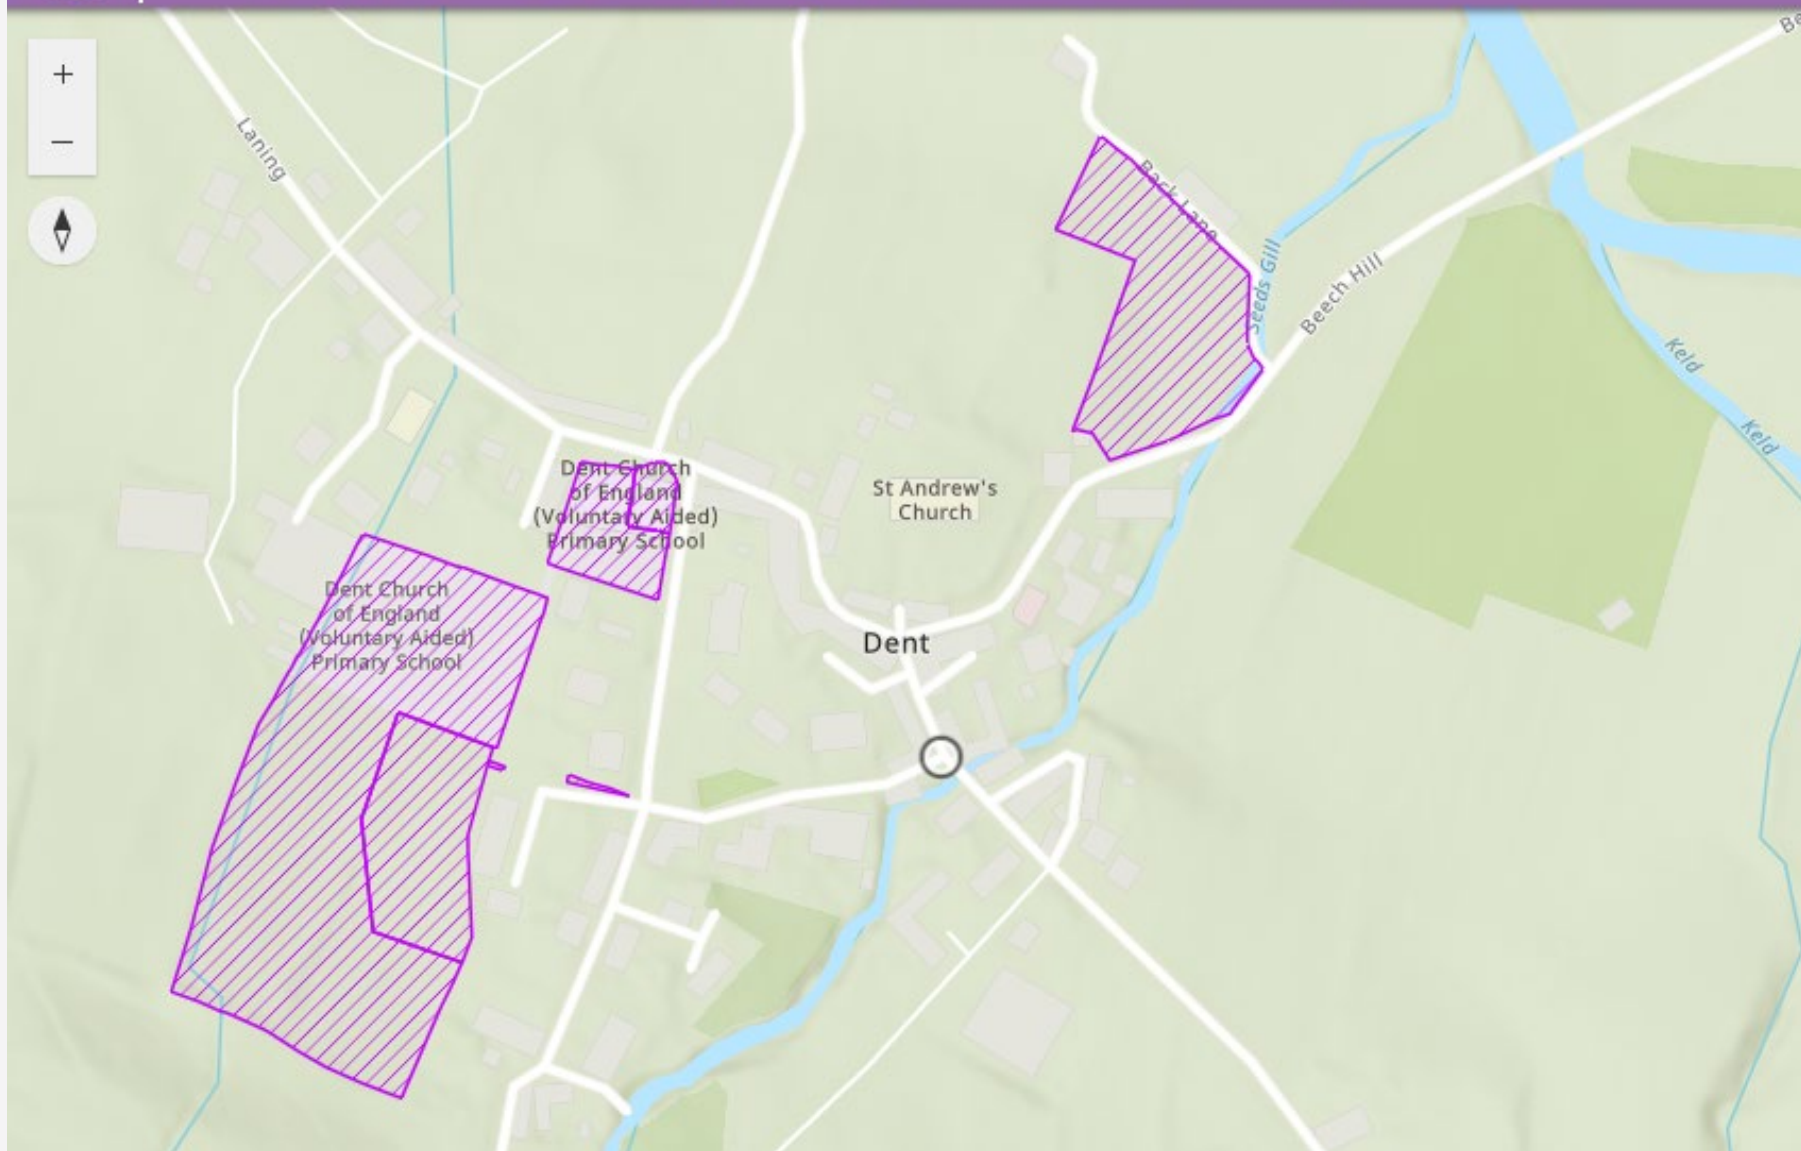 +
−
Laning
Back Lane
Seeds Gill
Beech Hill
Be
Keld
Keld
Dent Church
of England
(Voluntary Aided)
Primary School
St Andrew's
Church
Dent Church
of England
(Voluntary Aided)
Primary School
Dent